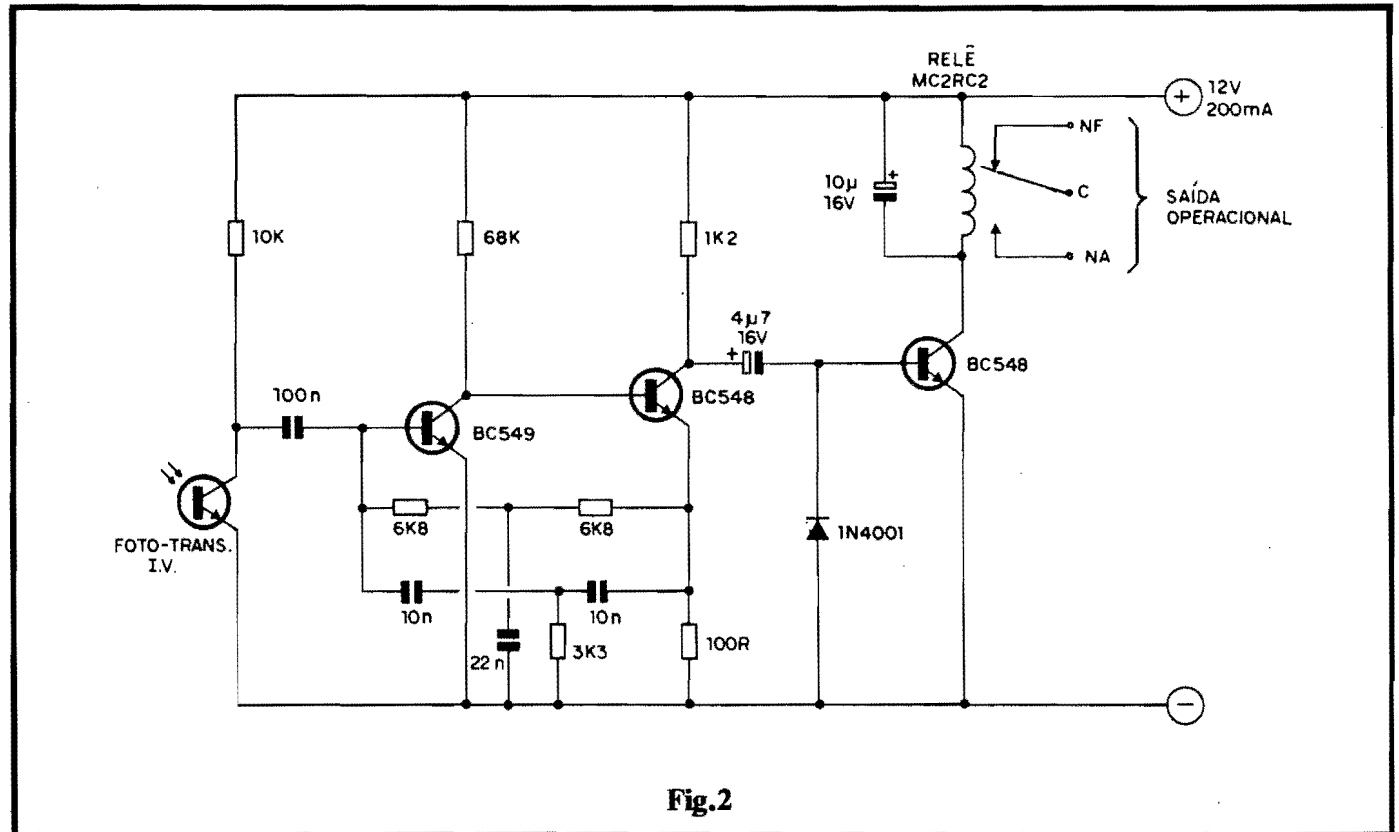 RELÊ
MC2RC2
+
12V
200mA
NF
10µ
16V
+
C
SAÍDA
OPERACIONAL
NA
10K
68K
1K2
4µ7
16V
+
BC548
100n
BC548
BC549
6K8
6K8
FOTO-TRANS.
I.V.
1N4001
10n
10n
22n
3K3
100R
−
Fig.2